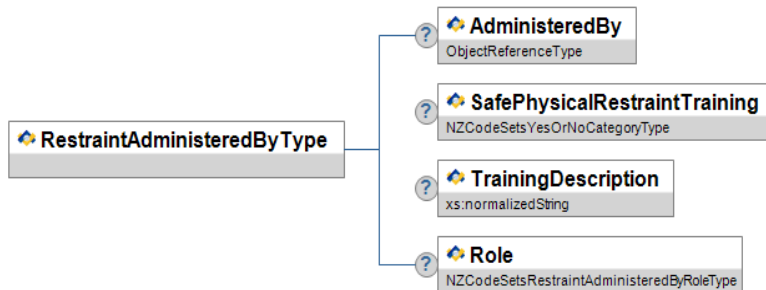 ? AdministeredBy
ObjectReferenceType
? SafePhysicalRestraintTraining
NZCodeSetsYesOrNoCategoryType
RestraintAdministeredByType
? TrainingDescription
xs:normalizedString
? Role
NZCodeSetsRestraintAdministeredByRoleType